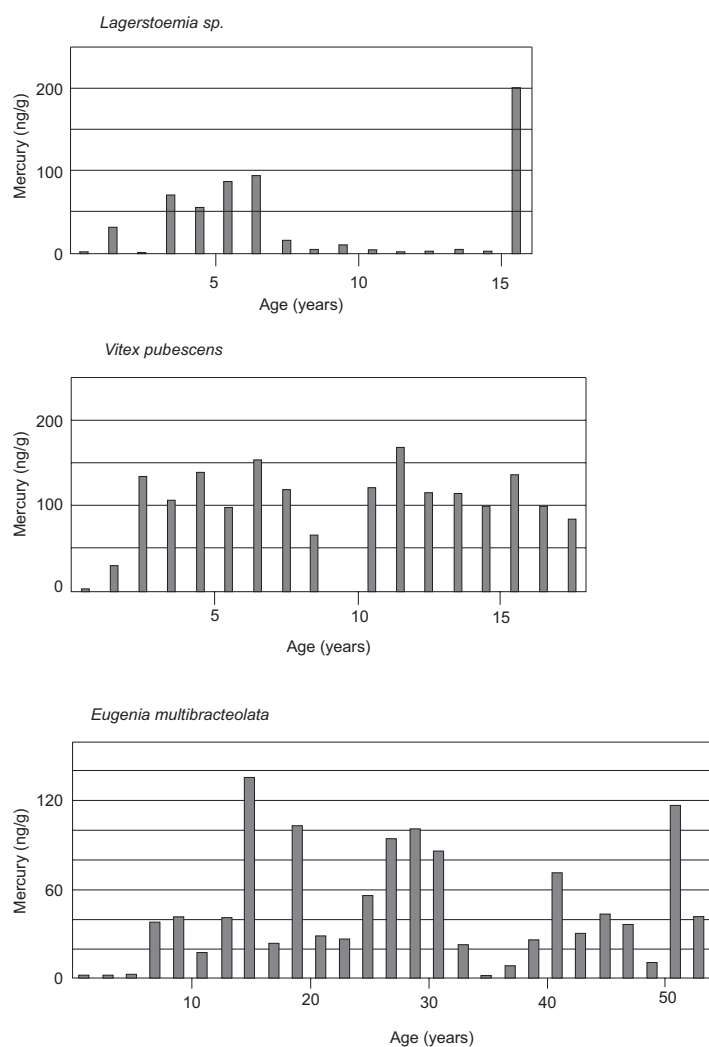 Lagerstoemia sp.
Mercury (ng/g)
200
100
0
5 10 15
Age (years)
Vitex pubescens
Mercury (ng/g)
200
100
0
5 10 15
Age (years)
Eugenia multibracteolata
Mercury (ng/g)
120
60
0
10 20 30 40 50
Age (years)